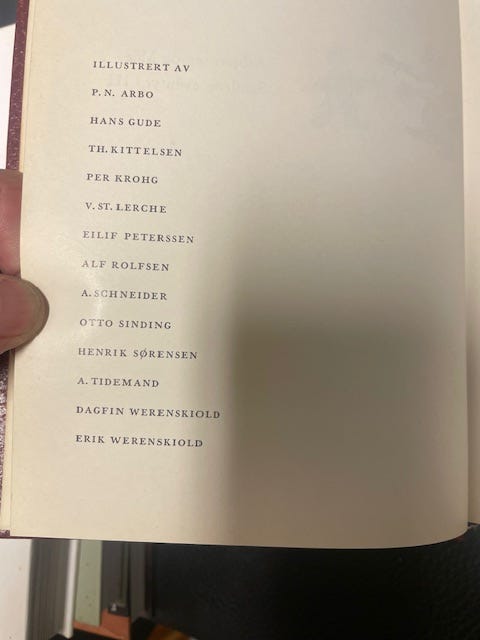 ILLUSTRERT AV
P. N. ARBO
HANS GUDE
TH. KITTELSEN
PER KROHG
V. ST. LERCHE
EILIF PETERSSEN
ALF ROLFSEN
A. SCHNEIDER
OTTO SINDING
HENRIK SØRENSEN
A. TIDEMAND
DAGFIN WERENSKIOLD
ERIK WERENSKIOLD